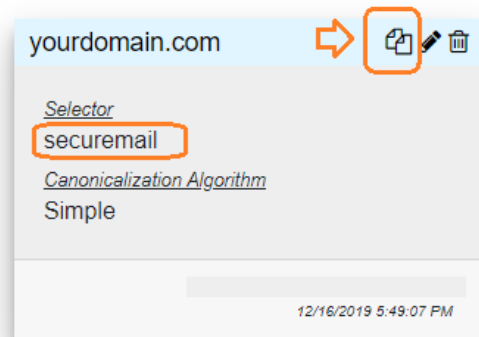 yourdomain.com
Selector
securemail
Canonicalization Algorithm
Simple
12/16/2019 5:49:07 PM